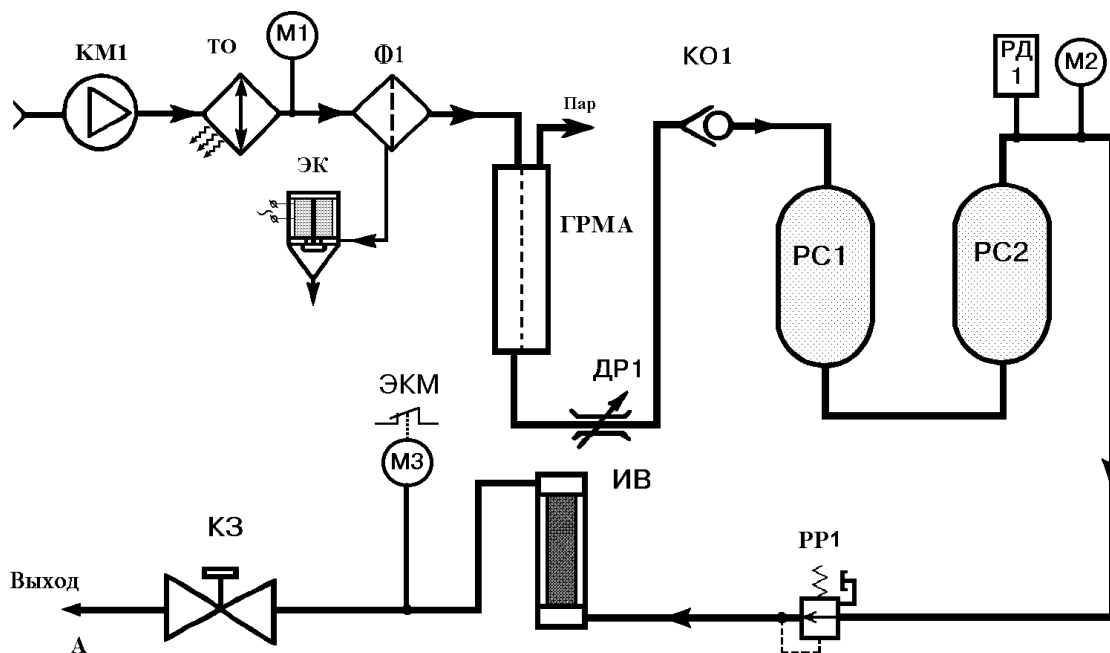 КМ1
ТО
М1
Ф1
КО1
РД
1
М2
Пар
ЭК
ГРМА
РС1
РС2
ДР1
ЭКМ
М3
ИВ
КЗ
РР1
Выход
А